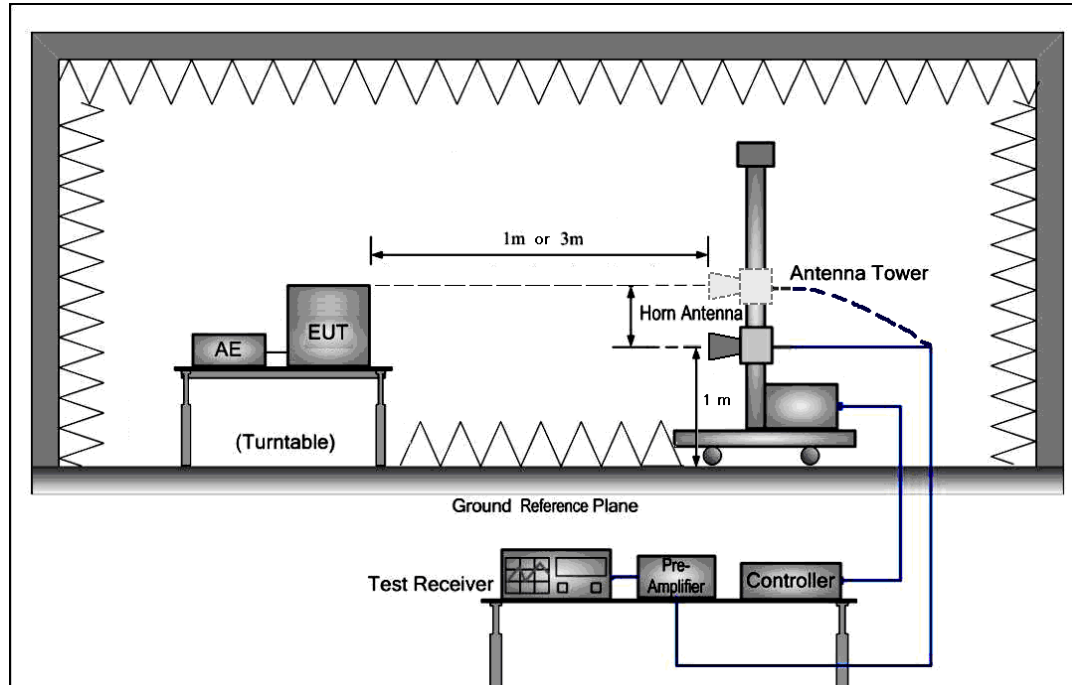 1m or 3m
Antenna Tower
Horn Antenna
EUT
AE
1 m
(Turntable)
Ground Reference Plane
Test Receiver
Pre-
Amplifier
Controller